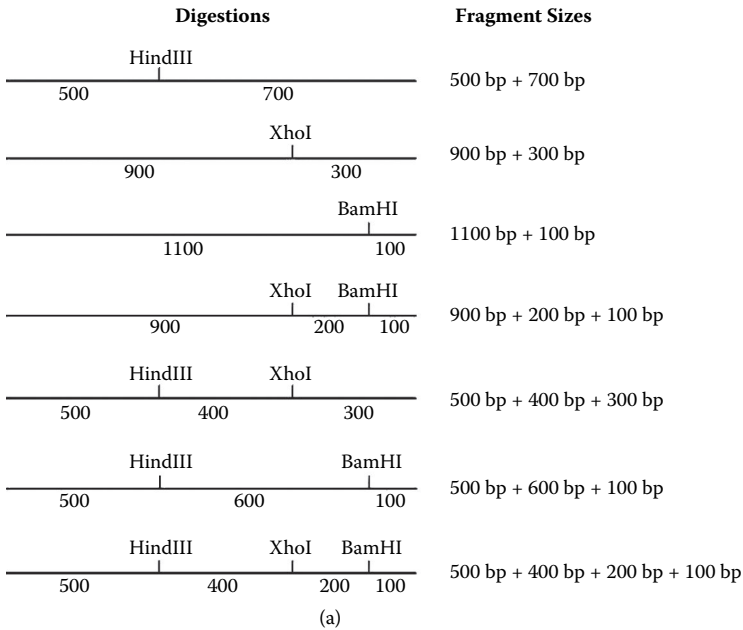 Digestions Fragment Sizes
HindIII
500 700 500 bp + 700 bp
XhoI
900 300 900 bp + 300 bp
BamHI
1100 100 1100 bp + 100 bp
XhoI BamHI
900 200 100 900 bp + 200 bp + 100 bp
HindIII XhoI
500 400 300 500 bp + 400 bp + 300 bp
HindIII BamHI
500 600 100 500 bp + 600 bp + 100 bp
HindIII XhoI BamHI
500 400 200 100 500 bp + 400 bp + 200 bp + 100 bp
(a)